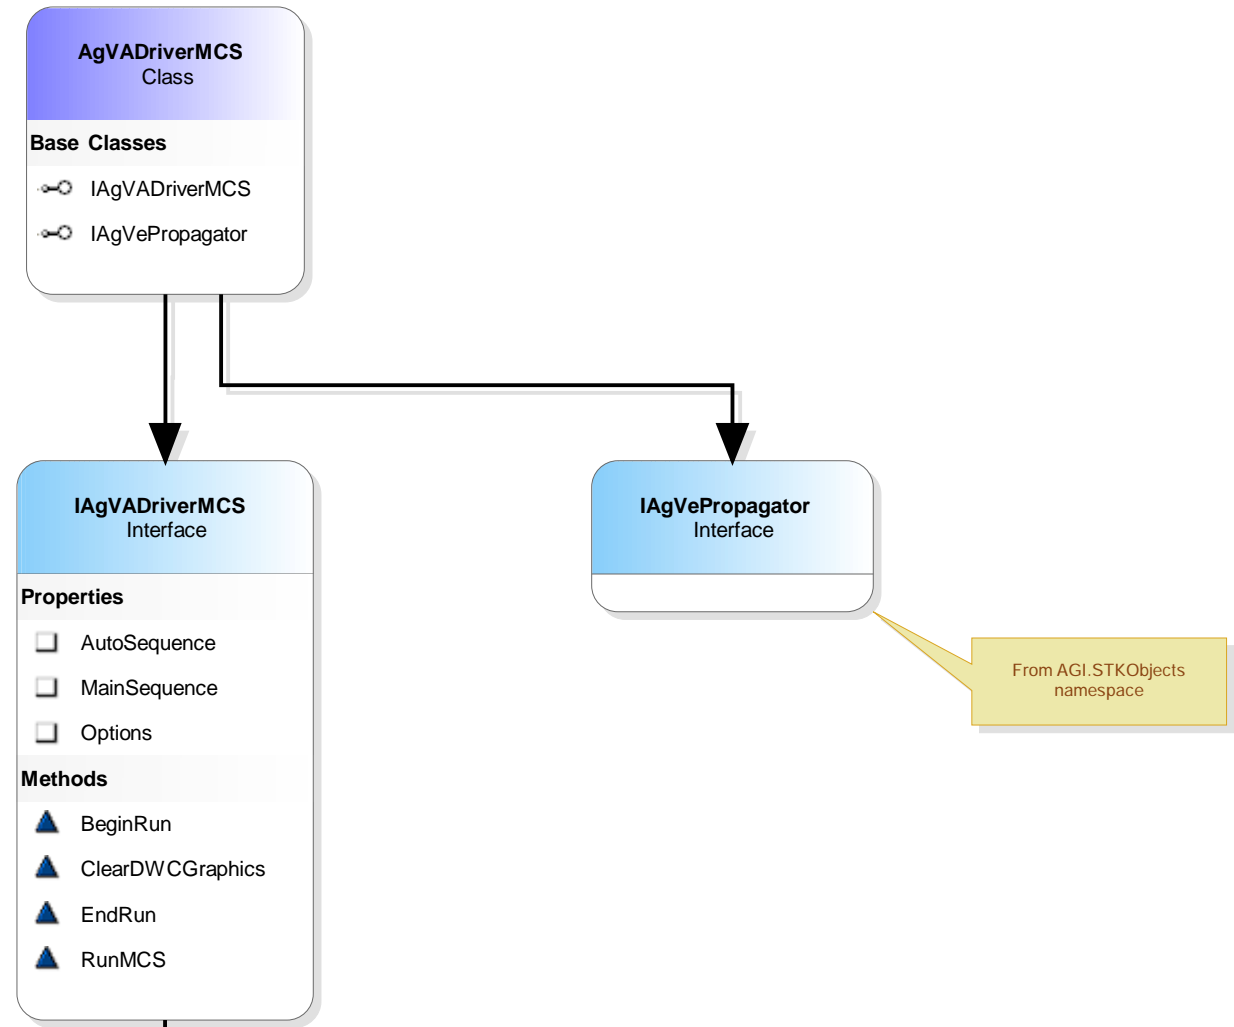 AgVADriverMCS
Class
Base Classes
IAgVADriverMCS
IAgVePropagator
IAgVADriverMCS
Interface
Properties
AutoSequence
MainSequence
Options
Methods
BeginRun
ClearDWCGraphics
EndRun
RunMCS
IAgVePropagator
Interface
From AGI.STKObjects
namespace